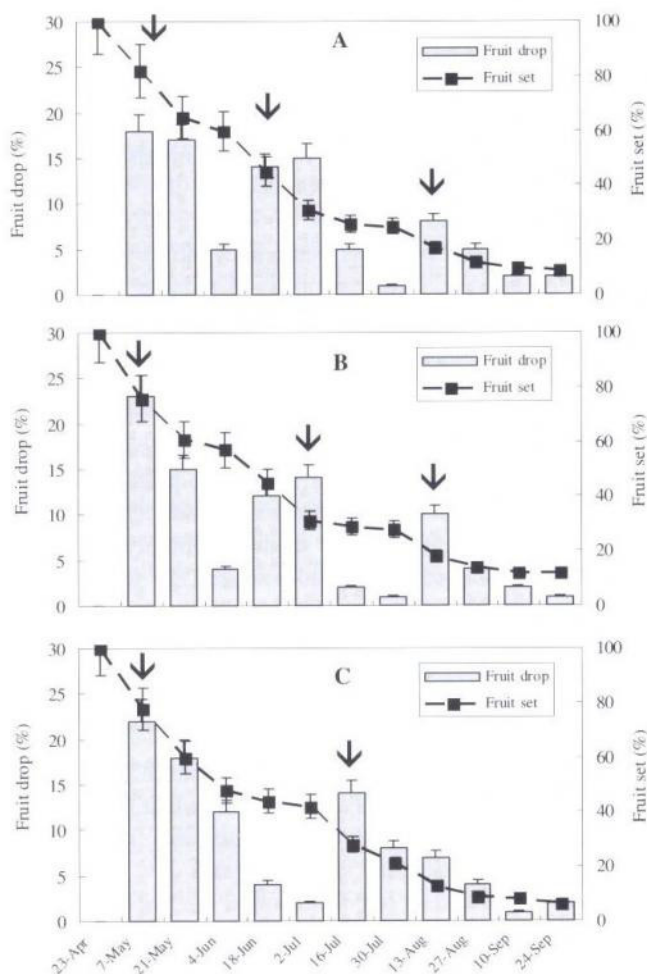 A
Fruit drop
Fruit set
Fruit drop (%)
30
25
20
15
10
5
0
Fruit set (%)
100
80
60
40
20
0
B
Fruit drop
Fruit set
Fruit drop (%)
30
25
20
15
10
5
0
Fruit set (%)
100
80
60
40
20
0
C
Fruit drop
Fruit set
Fruit drop (%)
30
25
20
15
10
5
0
Fruit set (%)
100
80
60
40
20
0
23-Apr
7-May
21-May
4-Jun
18-Jun
2-Jul
16-Jul
30-Jul
13-Aug
27-Aug
10-Sep
24-Sep